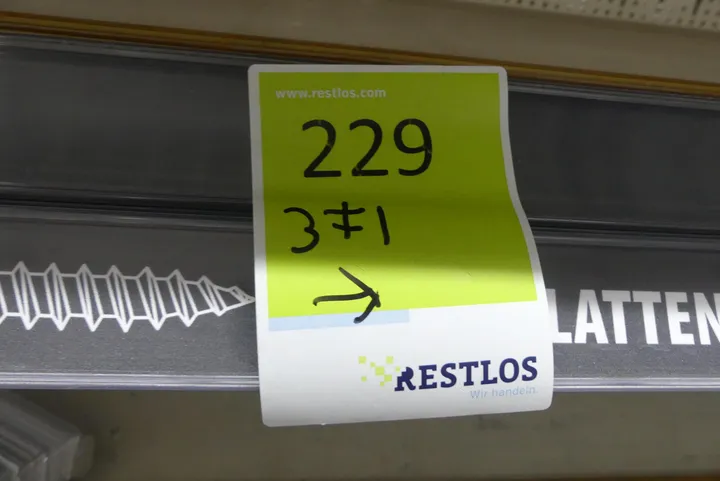 www.restlos.com
229
3‡1
→
RESTLOS
Wir handeln.
LATTEN